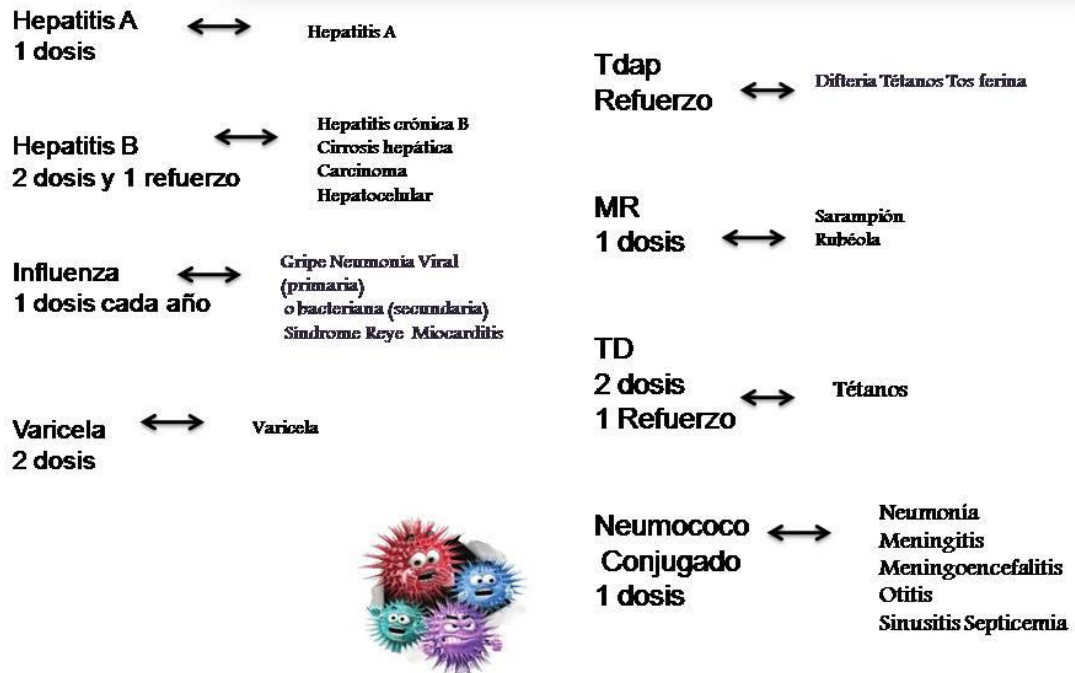 Hepatitis A
1 dosis
Hepatitis A
Hepatitis B
2 dosis y 1 refuerzo
Hepatitis crónica B
Cirrosis hepática
Carcinoma
Hepatocelular
Influenza
1 dosis cada año
Gripe Neumonia Viral
(primaria)
o bacteriana (secundaria)
Sindrome Reye Miocarditis
Varicela
2 dosis
Varicela
Tdap
Refuerzo
Difteria Tétanos Tos ferina
MR
1 dosis
Sarampión
Rubéola
TD
2 dosis
1 Refuerzo
Tétanos
Neumococo
Conjugado
1 dosis
Neumonía
Meningitis
Meningoencefalitis
Otitis
Sinusitis Septicemia